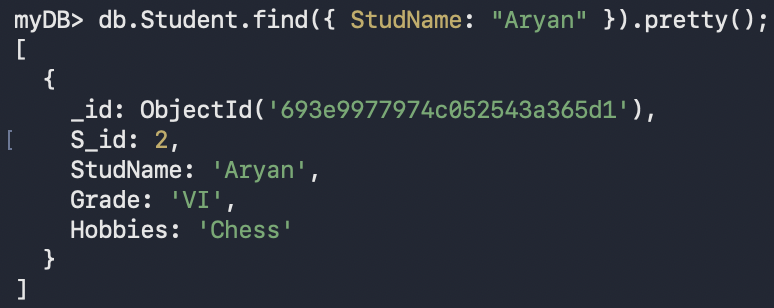 myDB> db.Student.find({ StudName: "Aryan" }).pretty();
[
  {
    _id: ObjectId('693e9977974c052543a365d1'),
[   S_id: 2,
    StudName: 'Aryan',
    Grade: 'VI',
    Hobbies: 'Chess'
  }
]